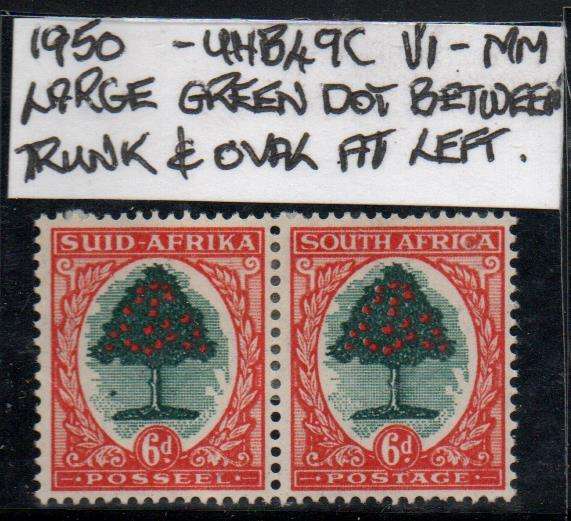 1950 - UHB49C V1 - MM
LARGE GREEN DOT BETWEEN
TRUNK & OVAL AT LEFT.
SUID-AFRIKA SOUTH AFRICA
6d 6d
POSSEEL POSTAGE